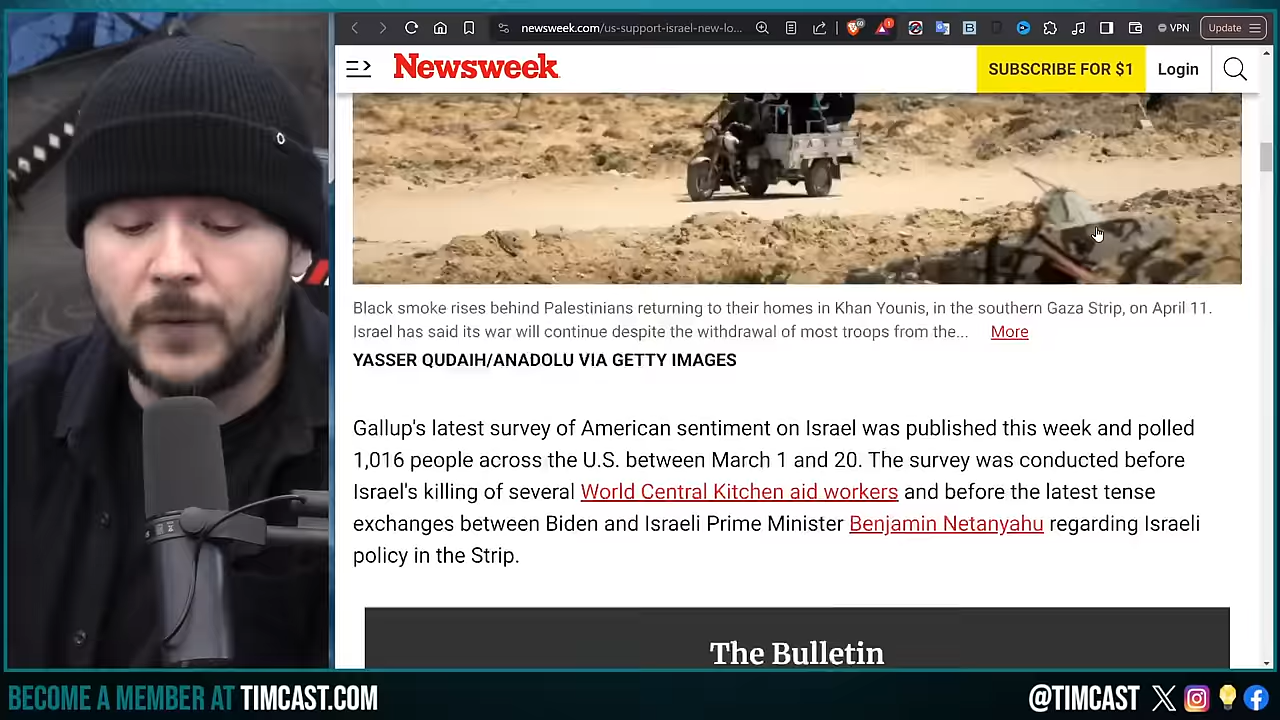 newsweek.com/us-support-israel-new-lo...
VPN
Update
Newsweek
SUBSCRIBE FOR $1
Login
Black smoke rises behind Palestinians returning to their homes in Khan Younis, in the southern Gaza Strip, on April 11.
Israel has said its war will continue despite the withdrawal of most troops from the... More
YASSER QUDAIH/ANADOLU VIA GETTY IMAGES
Gallup's latest survey of American sentiment on Israel was published this week and polled
1,016 people across the U.S. between March 1 and 20. The survey was conducted before
Israel's killing of several World Central Kitchen aid workers and before the latest tense
exchanges between Biden and Israeli Prime Minister Benjamin Netanyahu regarding Israeli
policy in the Strip.
The Bulletin
BECOME A MEMBER AT TIMCAST.COM
@TIMCAST